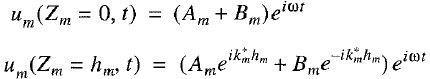 u_m(Z_m = 0, t) = (A_m + B_m) e^{iωt}
u_m(Z_m = h_m, t) = (A_m e^{ik_m^* h_m} + B_m e^{-ik_m^* h_m}) e^{iωt}